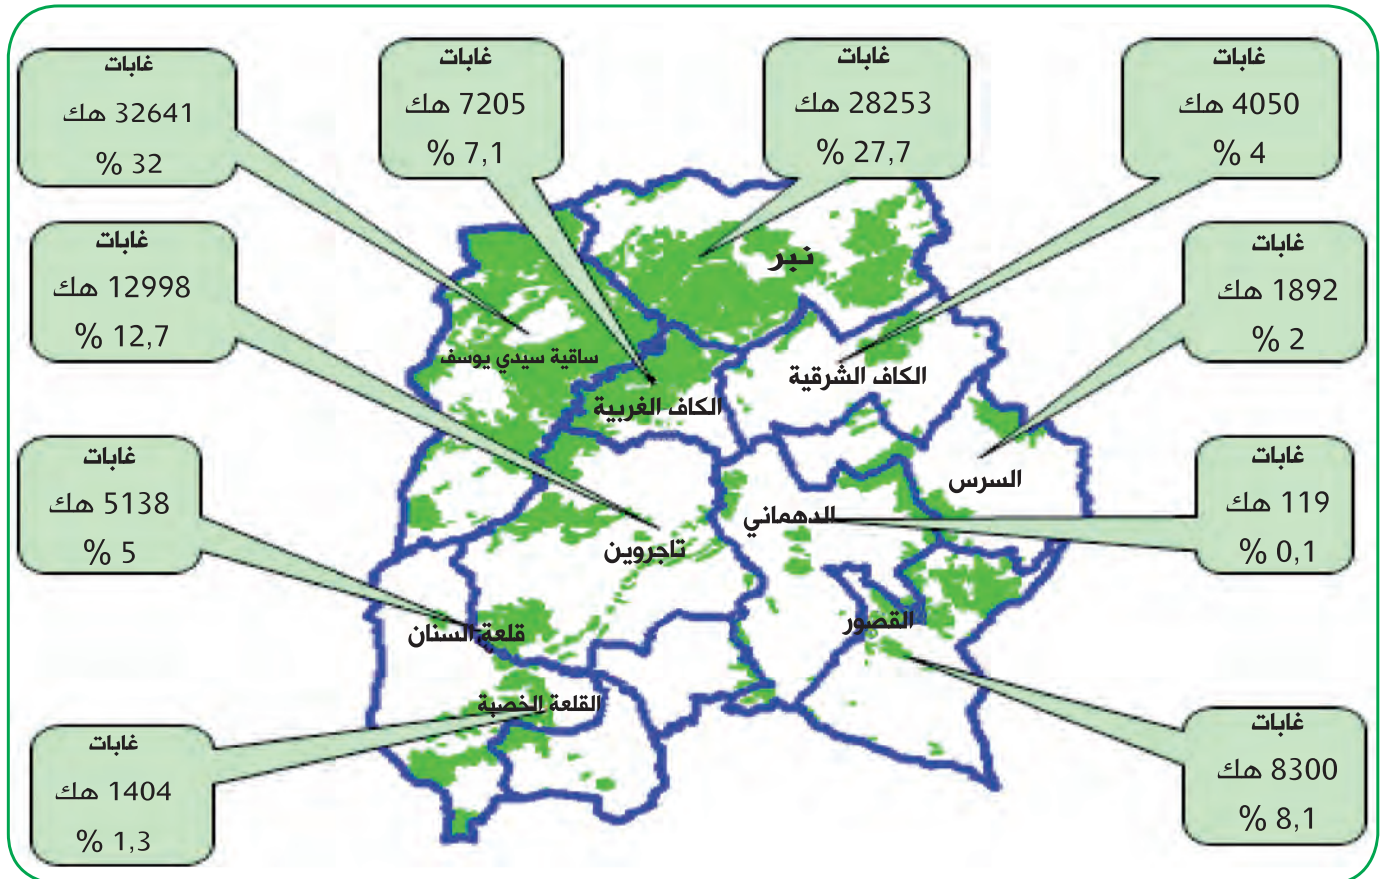 غابات
4050 هك
4 %
غابات
28253 هك
27,7 %
غابات
7205 هك
7,1 %
غابات
32641 هك
32 %
غابات
1892 هك
2 %
غابات
12998 هك
12,7 %
نبر
ساقية سيدي يوسف
الكاف الشرقية
الكاف الغربية
السرس
الدهماني
تاجروين
القصور
قلعة السنان
القلعة الخصبة
غابات
119 هك
0,1 %
غابات
5138 هك
5 %
غابات
8300 هك
8,1 %
غابات
1404 هك
1,3 %